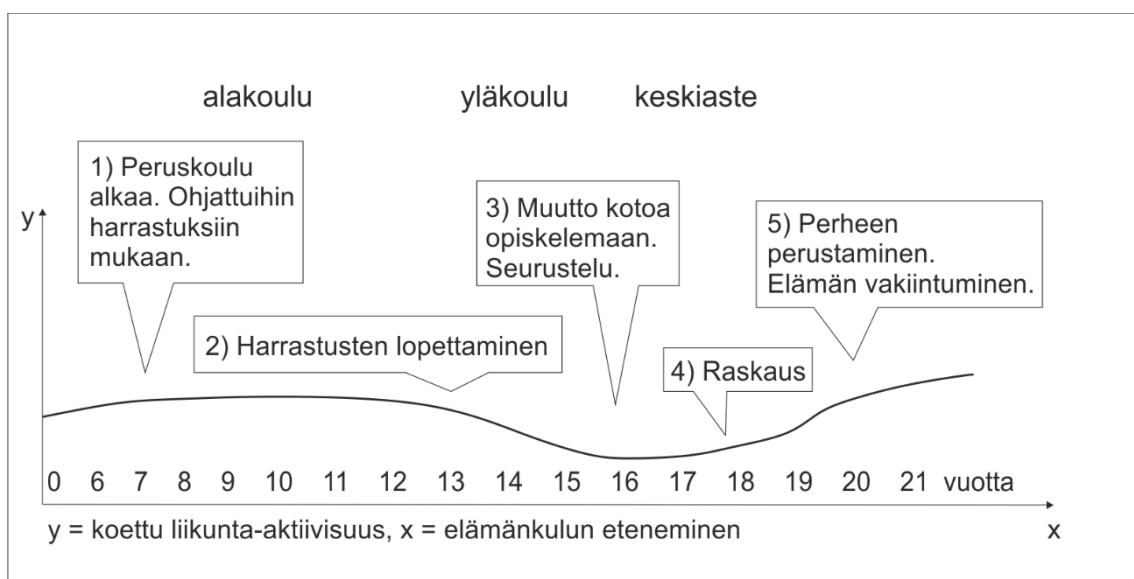 alakoulu yläkoulu keskiaste
1) Peruskoulu
alkaa. Ohjattuihin
harrastuksiin
mukaan.
2) Harrastusten lopettaminen
3) Muutto kotoa
opiskelemaan.
Seurustelu.
4) Raskaus
5) Perheen
perustaminen.
Elämän vakiintuminen.
y
0 6 7 8 9 10 11 12 13 14 15 16 17 18 19 20 21 vuotta
y = koettu liikunta-aktiivisuus, x = elämänkulun eteneminen
x